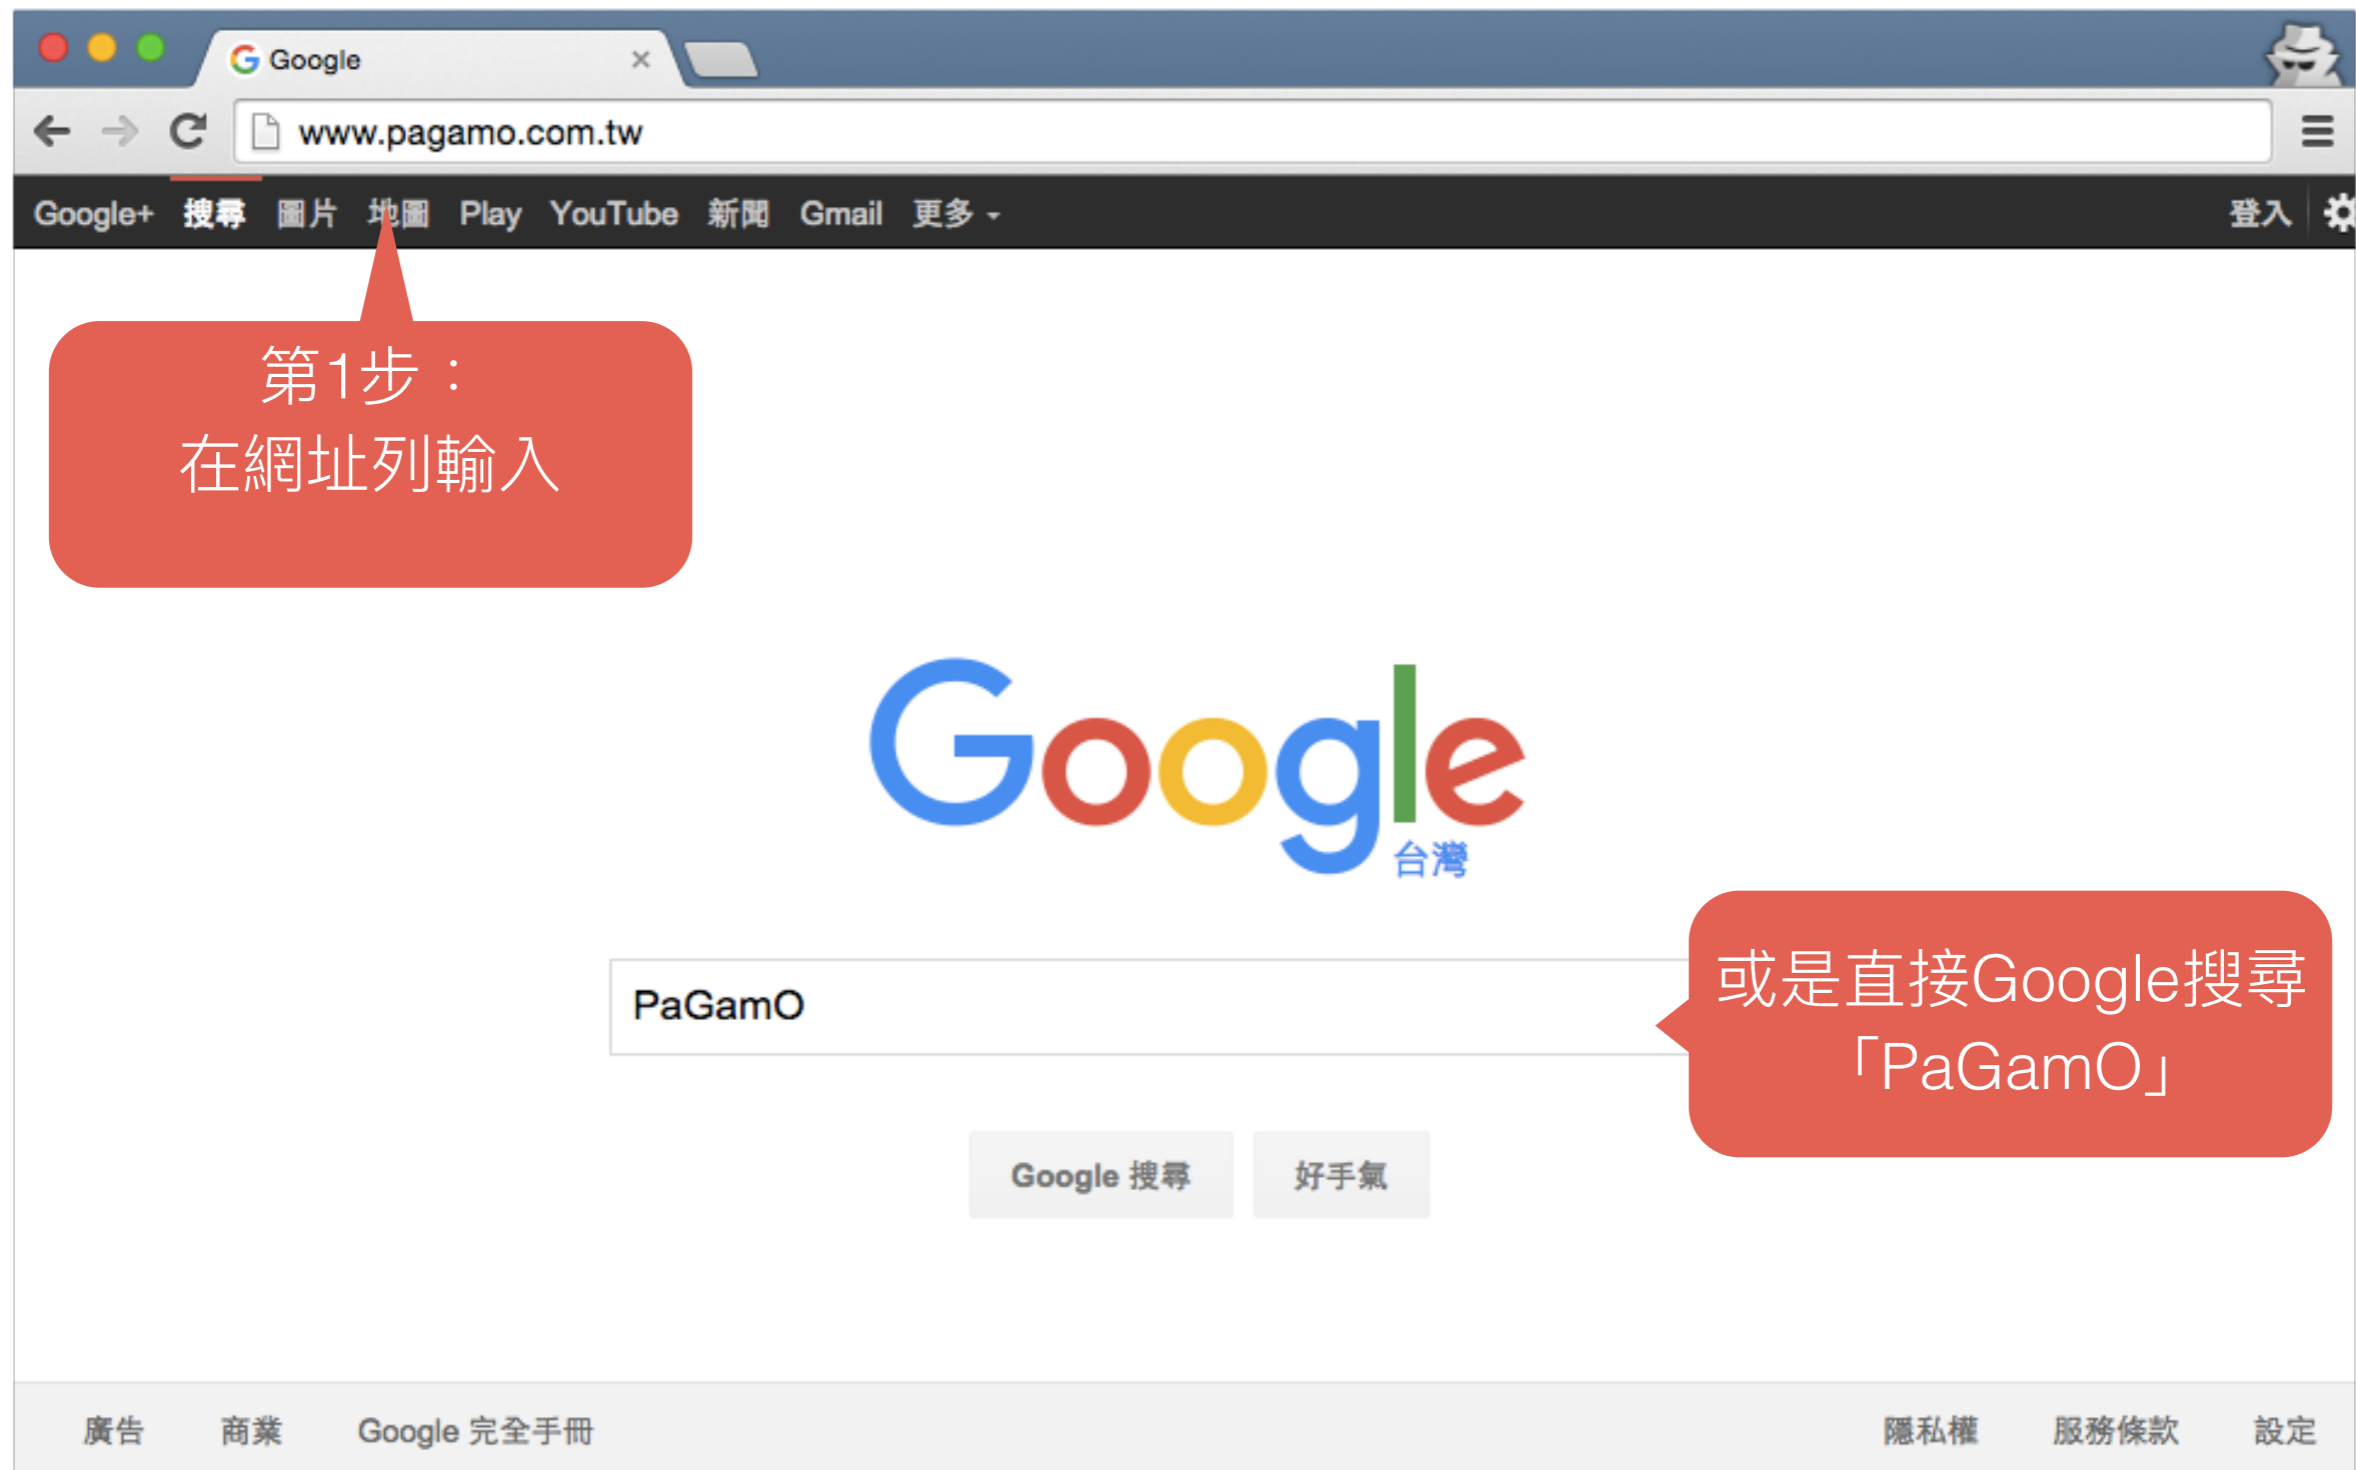 Google
www.pagamo.com.tw
Google+ 搜尋 圖片 地圖 Play YouTube 新聞 Gmail 更多 登入
第1步：
在網址列輸入
Google
台灣
PaGamO
或是直接Google搜尋
「PaGamO」
Google 搜尋 好手氣
廣告 商業 Google 完全手冊 隱私權 服務條款 設定